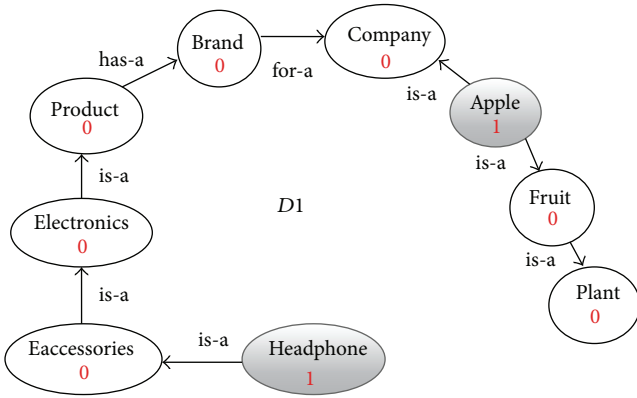 Brand
0
Company
0
has-a
for-a
Product
0
is-a
Apple
1
is-a
is-a
Fruit
0
Electronics
0
D1
is-a
Plant
0
is-a
is-a
Eaccessories
0
Headphone
1